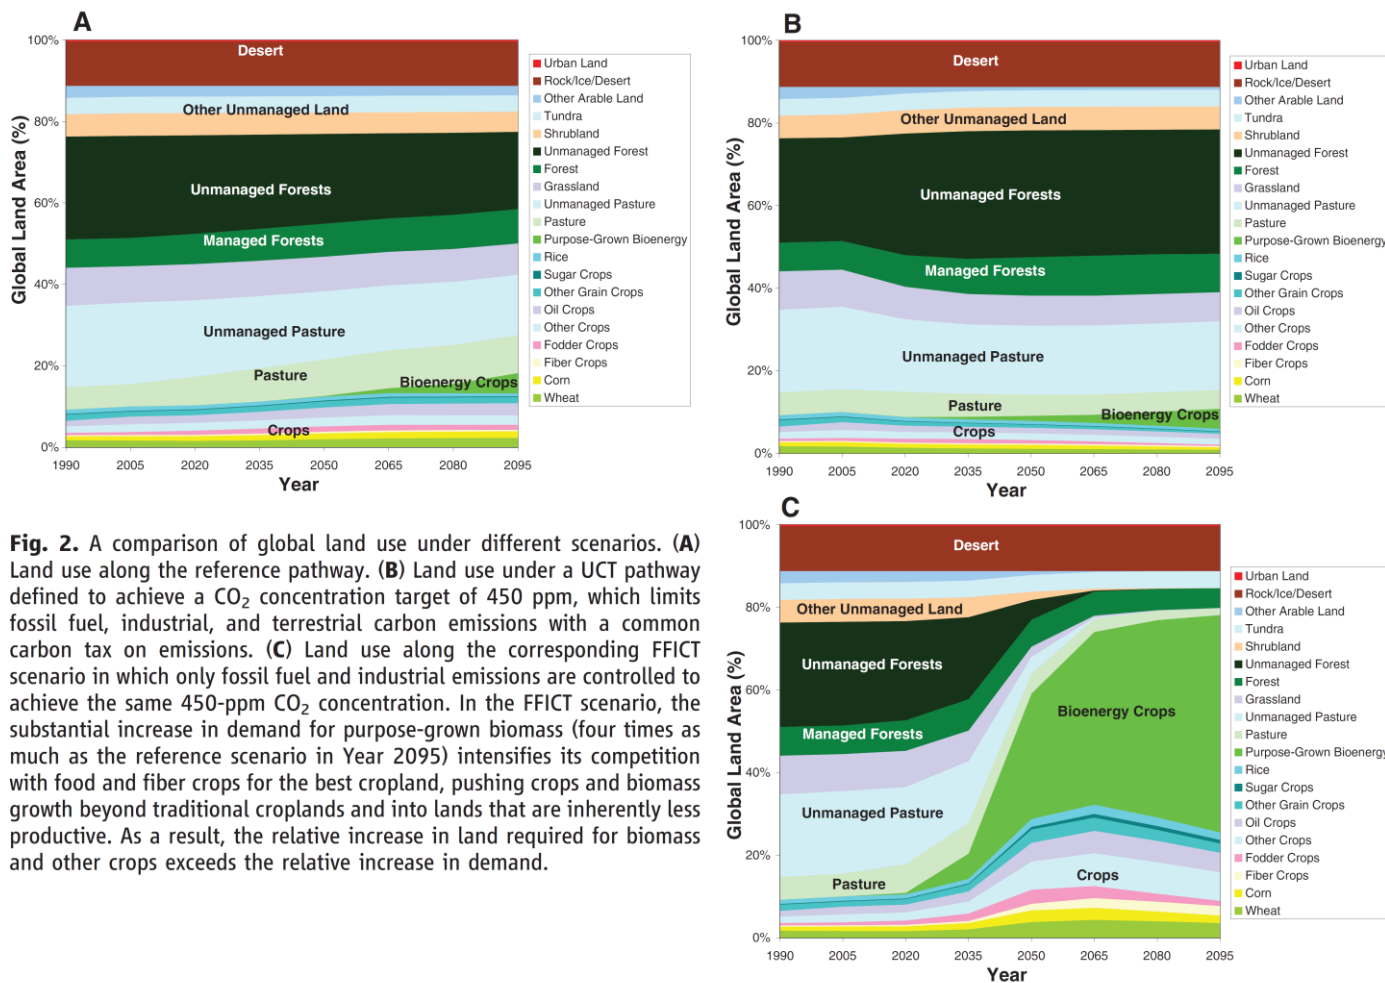 A
100%
80%
60%
40%
20%
0%
Global Land Area (%)
Desert
Other Unmanaged Land
Unmanaged Forests
Managed Forests
Unmanaged Pasture
Pasture
Bioenergy Crops
Crops
1990 2005 2020 2035 2050 2065 2080 2095
Year
Urban Land
Rock/Ice/Desert
Other Arable Land
Tundra
Shrubland
Unmanaged Forest
Forest
Grassland
Unmanaged Pasture
Pasture
Purpose-Grown Bioenergy
Rice
Sugar Crops
Other Grain Crops
Oil Crops
Other Crops
Fodder Crops
Fiber Crops
Corn
Wheat
B
100%
80%
60%
40%
20%
0%
Global Land Area (%)
Desert
Other Unmanaged Land
Unmanaged Forests
Managed Forests
Unmanaged Pasture
Pasture
Bioenergy Crops
Crops
1990 2005 2020 2035 2050 2065 2080 2095
Year
Urban Land
Rock/Ice/Desert
Other Arable Land
Tundra
Shrubland
Unmanaged Forest
Forest
Grassland
Unmanaged Pasture
Pasture
Purpose-Grown Bioenergy
Rice
Sugar Crops
Other Grain Crops
Oil Crops
Other Crops
Fodder Crops
Fiber Crops
Corn
Wheat
Fig. 2. A comparison of global land use under different scenarios. (A)
Land use along the reference pathway. (B) Land use under a UCT pathway
defined to achieve a CO₂ concentration target of 450 ppm, which limits
fossil fuel, industrial, and terrestrial carbon emissions with a common
carbon tax on emissions. (C) Land use along the corresponding FFICT
scenario in which only fossil fuel and industrial emissions are controlled to
achieve the same 450-ppm CO₂ concentration. In the FFICT scenario, the
substantial increase in demand for purpose-grown biomass (four times as
much as the reference scenario in Year 2095) intensifies its competition
with food and fiber crops for the best cropland, pushing crops and biomass
growth beyond traditional croplands and into lands that are inherently less
productive. As a result, the relative increase in land required for biomass
and other crops exceeds the relative increase in demand.
C
100%
80%
60%
40%
20%
0%
Global Land Area (%)
Desert
Other Unmanaged Land
Unmanaged Forests
Managed Forests
Unmanaged Pasture
Pasture
Bioenergy Crops
Crops
1990 2005 2020 2035 2050 2065 2080 2095
Year
Urban Land
Rock/Ice/Desert
Other Arable Land
Tundra
Shrubland
Unmanaged Forest
Forest
Grassland
Unmanaged Pasture
Pasture
Purpose-Grown Bioenergy
Rice
Sugar Crops
Other Grain Crops
Oil Crops
Other Crops
Fodder Crops
Fiber Crops
Corn
Wheat